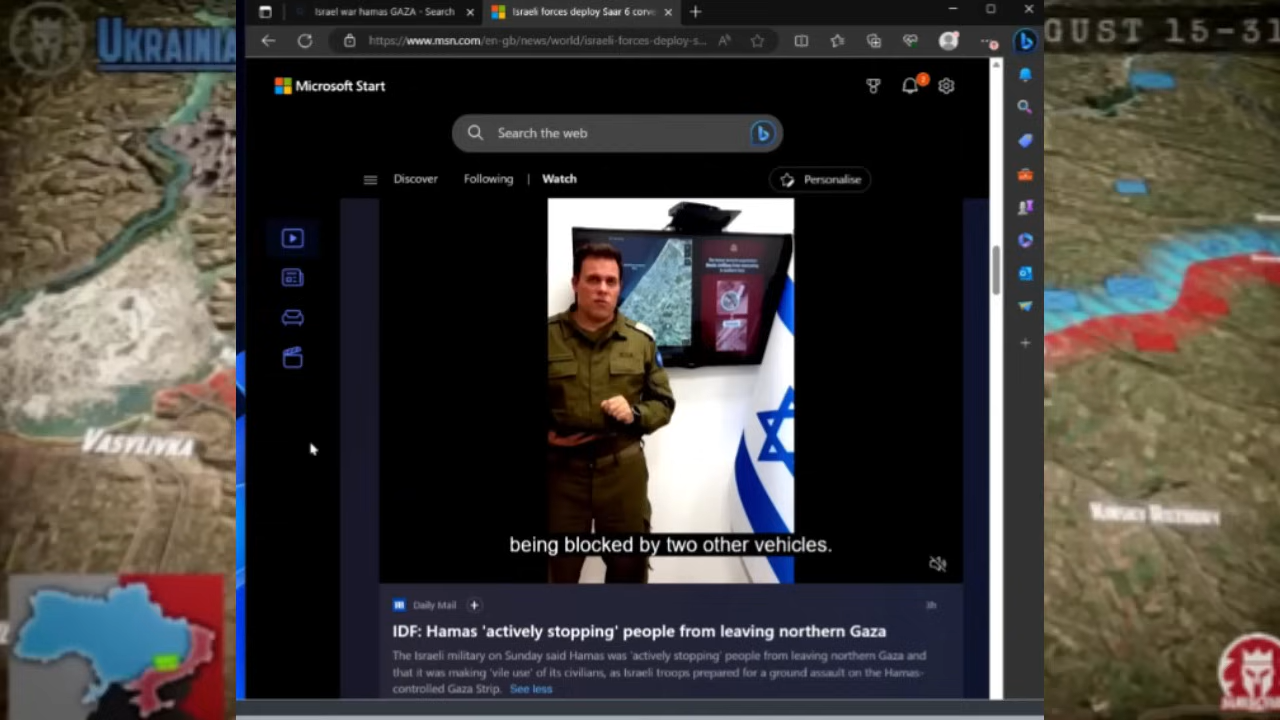 Israel war hamas GAZA - Search
Israeli forces deploy Saar 6 corve
https://www.msn.com/en-gb/news/world/israeli-forces-deploy-s...
UKRAINIA
GUST 15-31
Microsoft Start
2
Search the web
Discover
Following
Watch
Personalise
being blocked by two other vehicles.
VASYLIVKA
Daily Mail
3h
IDF: Hamas 'actively stopping' people from leaving northern Gaza
The Israeli military on Sunday said Hamas was 'actively stopping' people from leaving northern Gaza and
that it was making 'vile use' of its civilians, as Israeli troops prepared for a ground assault on the Hamas-
controlled Gaza Strip. See less